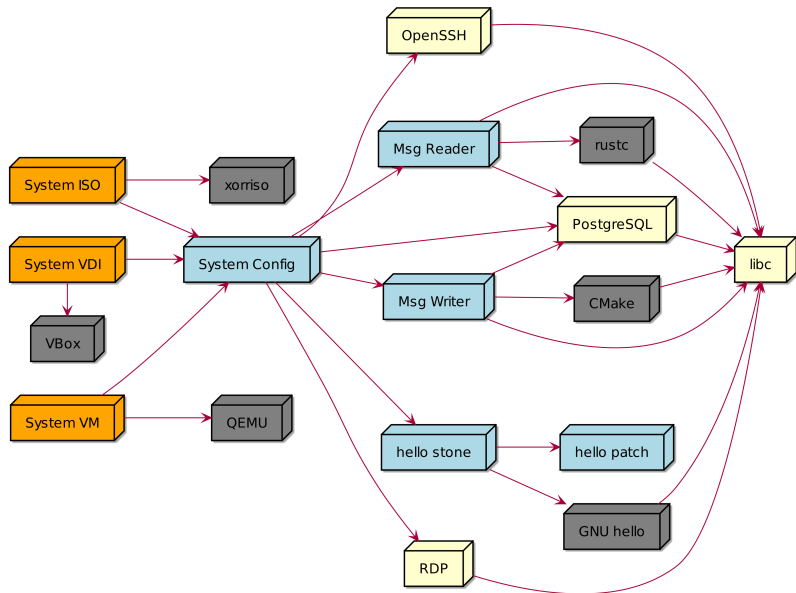 OpenSSH
Msg Reader
rustc
System ISO
xorriso
PostgreSQL
System VDI
System Config
libc
Msg Writer
CMake
VBox
System VM
QEMU
hello stone
hello patch
GNU hello
RDP